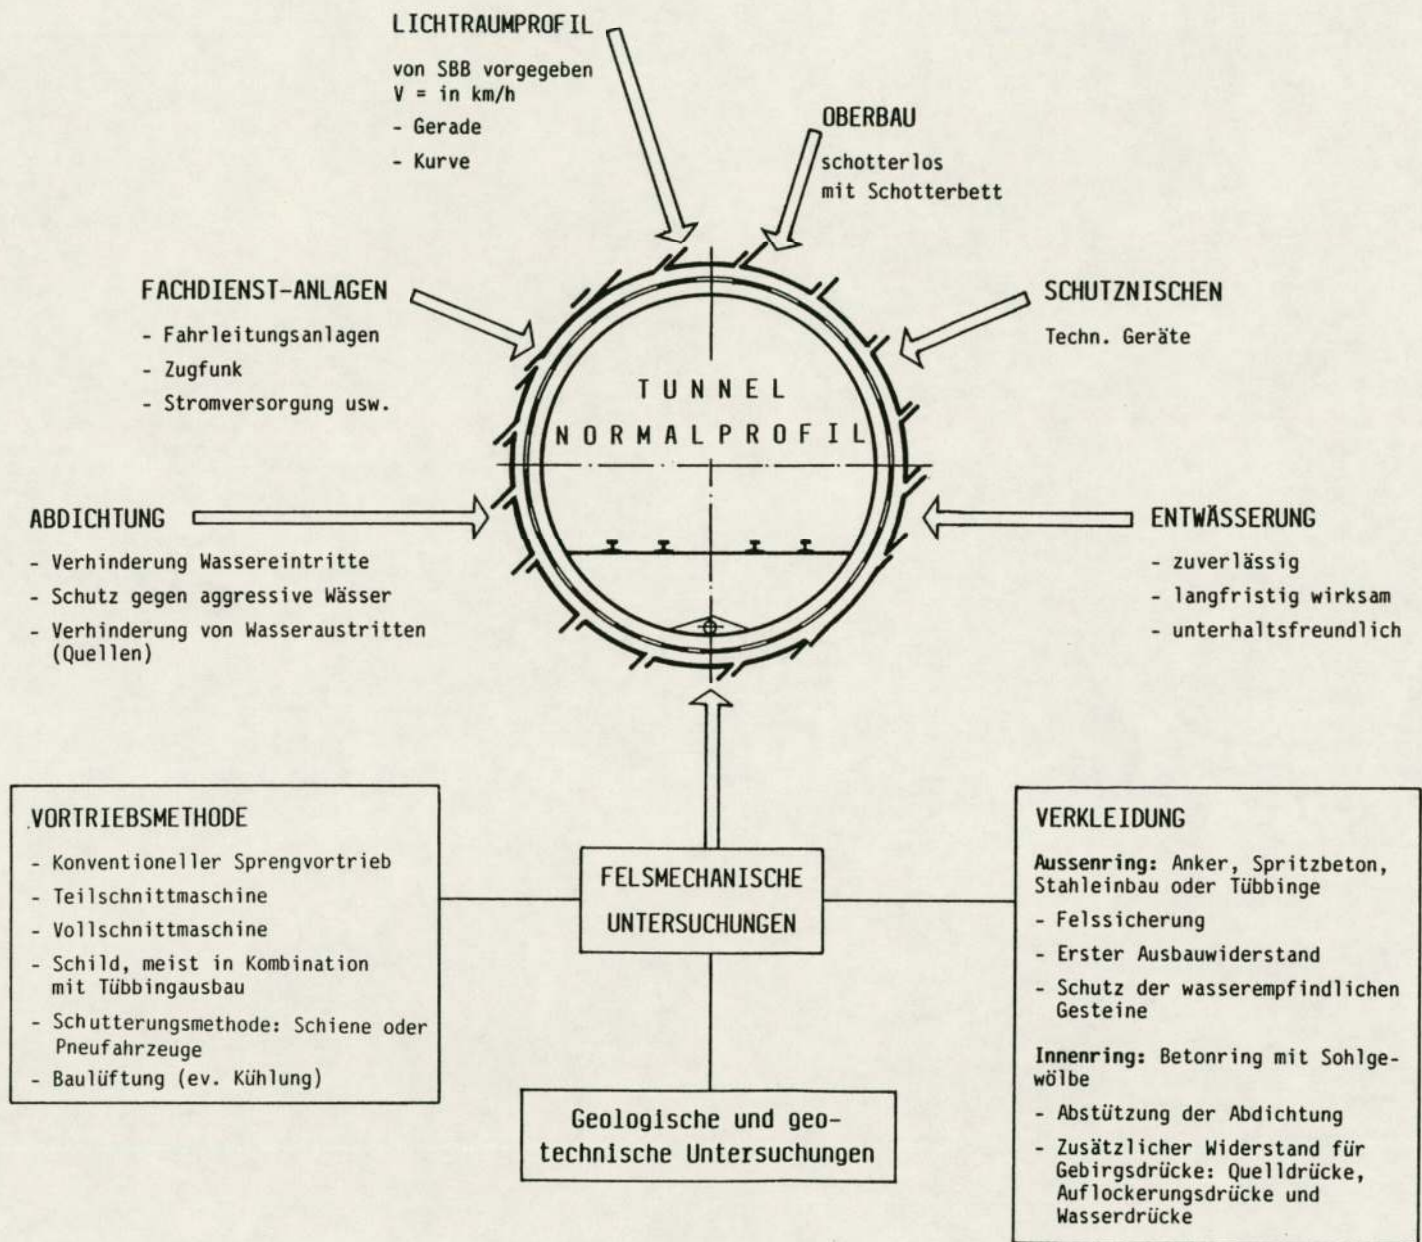 LICHTRAUMPROFIL
von SBB vorgegeben
V = in km/h
- Gerade
- Kurve
OBERBAU
schotterlos
mit Schotterbett
FACHDIENST-ANLAGEN
- Fahrleitungsanlagen
- Zugfunk
- Stromversorgung usw.
SCHUTZNISCHEN
Techn. Geräte
TUNNEL
NORMALPROFIL
ABDICHTUNG
- Verhinderung Wassereintritte
- Schutz gegen aggressive Wässer
- Verhinderung von Wasseraustritten
(Quellen)
ENTWÄSSERUNG
- zuverlässig
- langfristig wirksam
- unterhaltsfreundlich
VORTRIEBSMETHODE
- Konventioneller Sprengvortrieb
- Teilschnittmaschine
- Vollschnittmaschine
- Schild, meist in Kombination
mit Tübbingausbau
- Schutterungsmethode: Schiene oder
Pneufahrzeuge
- Baulüftung (ev. Kühlung)
FELSMECHANISCHE
UNTERSUCHUNGEN
Geologische und geo-
technische Untersuchungen
VERKLEIDUNG
Aussenring: Anker, Spritzbeton,
Stahleinbau oder Tübbinge
- Felssicherung
- Erster Ausbauwiderstand
- Schutz der wasserempfindlichen
Gesteine
Innenring: Betonring mit Sohlge-
wölbe
- Abstützung der Abdichtung
- Zusätzlicher Widerstand für
Gebirgsdrücke: Quelldrücke,
Auflockerungsdrücke und
Wasserdrücke